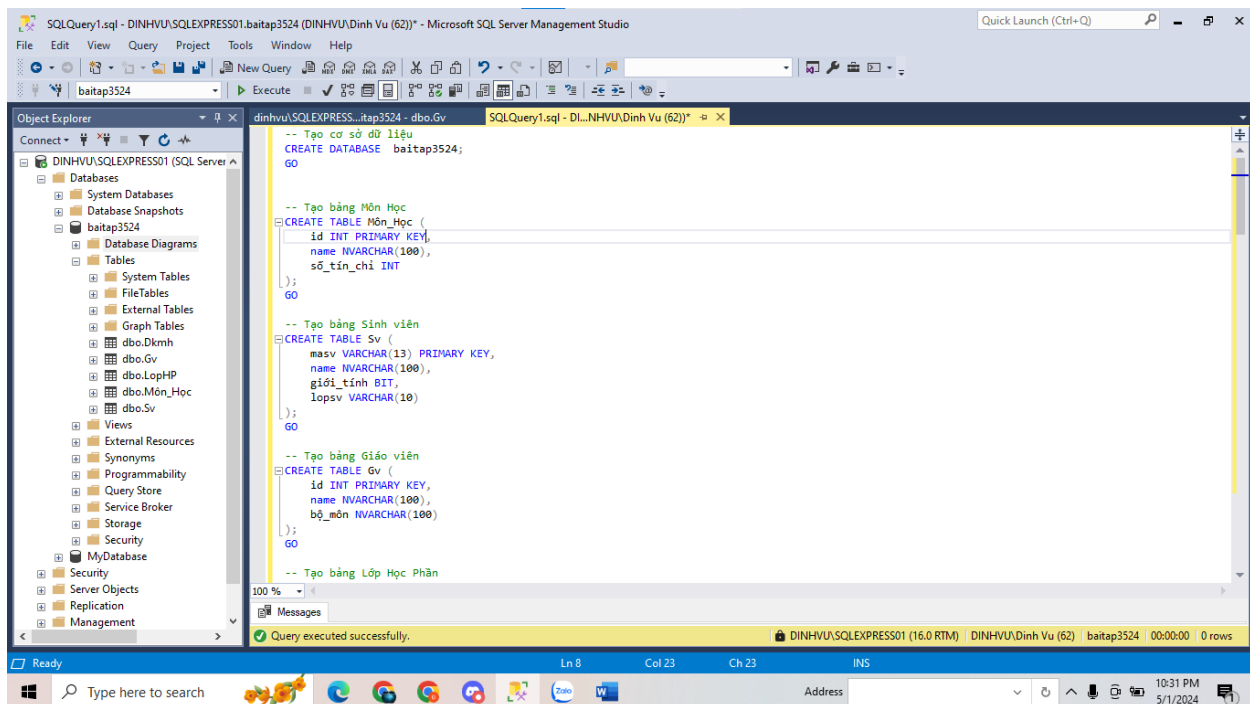 SQLQuery1.sql - DINHVU\SQLEXPRESS01.baitap3524 (DINHVU\Dinh Vu (62))* - Microsoft SQL Server Management Studio
Quick Launch (Ctrl+Q)
File Edit View Query Project Tools Window Help
New Query
baitap3524
Execute
Object Explorer
dinhvu\SQLEXPRESS...itap3524 - dbo.Gv
SQLQuery1.sql - DI...NHVU\Dinh Vu (62))*
Connect
DINHVU\SQLEXPRESS01 (SQL Server
Databases
System Databases
Database Snapshots
baitap3524
Database Diagrams
Tables
System Tables
FileTables
External Tables
Graph Tables
dbo.Dkmh
dbo.Gv
dbo.LopHP
dbo.Môn_Học
dbo.Sv
Views
External Resources
Synonyms
Programmability
Query Store
Service Broker
Storage
Security
MyDatabase
Security
Server Objects
Replication
Management
-- Tạo cơ sở dữ liệu
CREATE DATABASE baitap3524;
GO
-- Tạo bảng Môn Học
CREATE TABLE Môn_Học (
id INT PRIMARY KEY,
name NVARCHAR(100),
số_tín_chỉ INT
);
GO
-- Tạo bảng Sinh viên
CREATE TABLE Sv (
masv VARCHAR(13) PRIMARY KEY,
name NVARCHAR(100),
giới_tính BIT,
lopsv VARCHAR(10)
);
GO
-- Tạo bảng Giáo viên
CREATE TABLE Gv (
id INT PRIMARY KEY,
name NVARCHAR(100),
bộ_môn NVARCHAR(100)
);
GO
-- Tạo bảng Lớp Học Phần
100 %
Messages
Query executed successfully.
DINHVU\SQLEXPRESS01 (16.0 RTM) DINHVU\Dinh Vu (62) baitap3524 00:00:00 0 rows
Ready
Ln 8 Col 23 Ch 23 INS
Type here to search
Zalo
Address
10:31 PM
5/1/2024